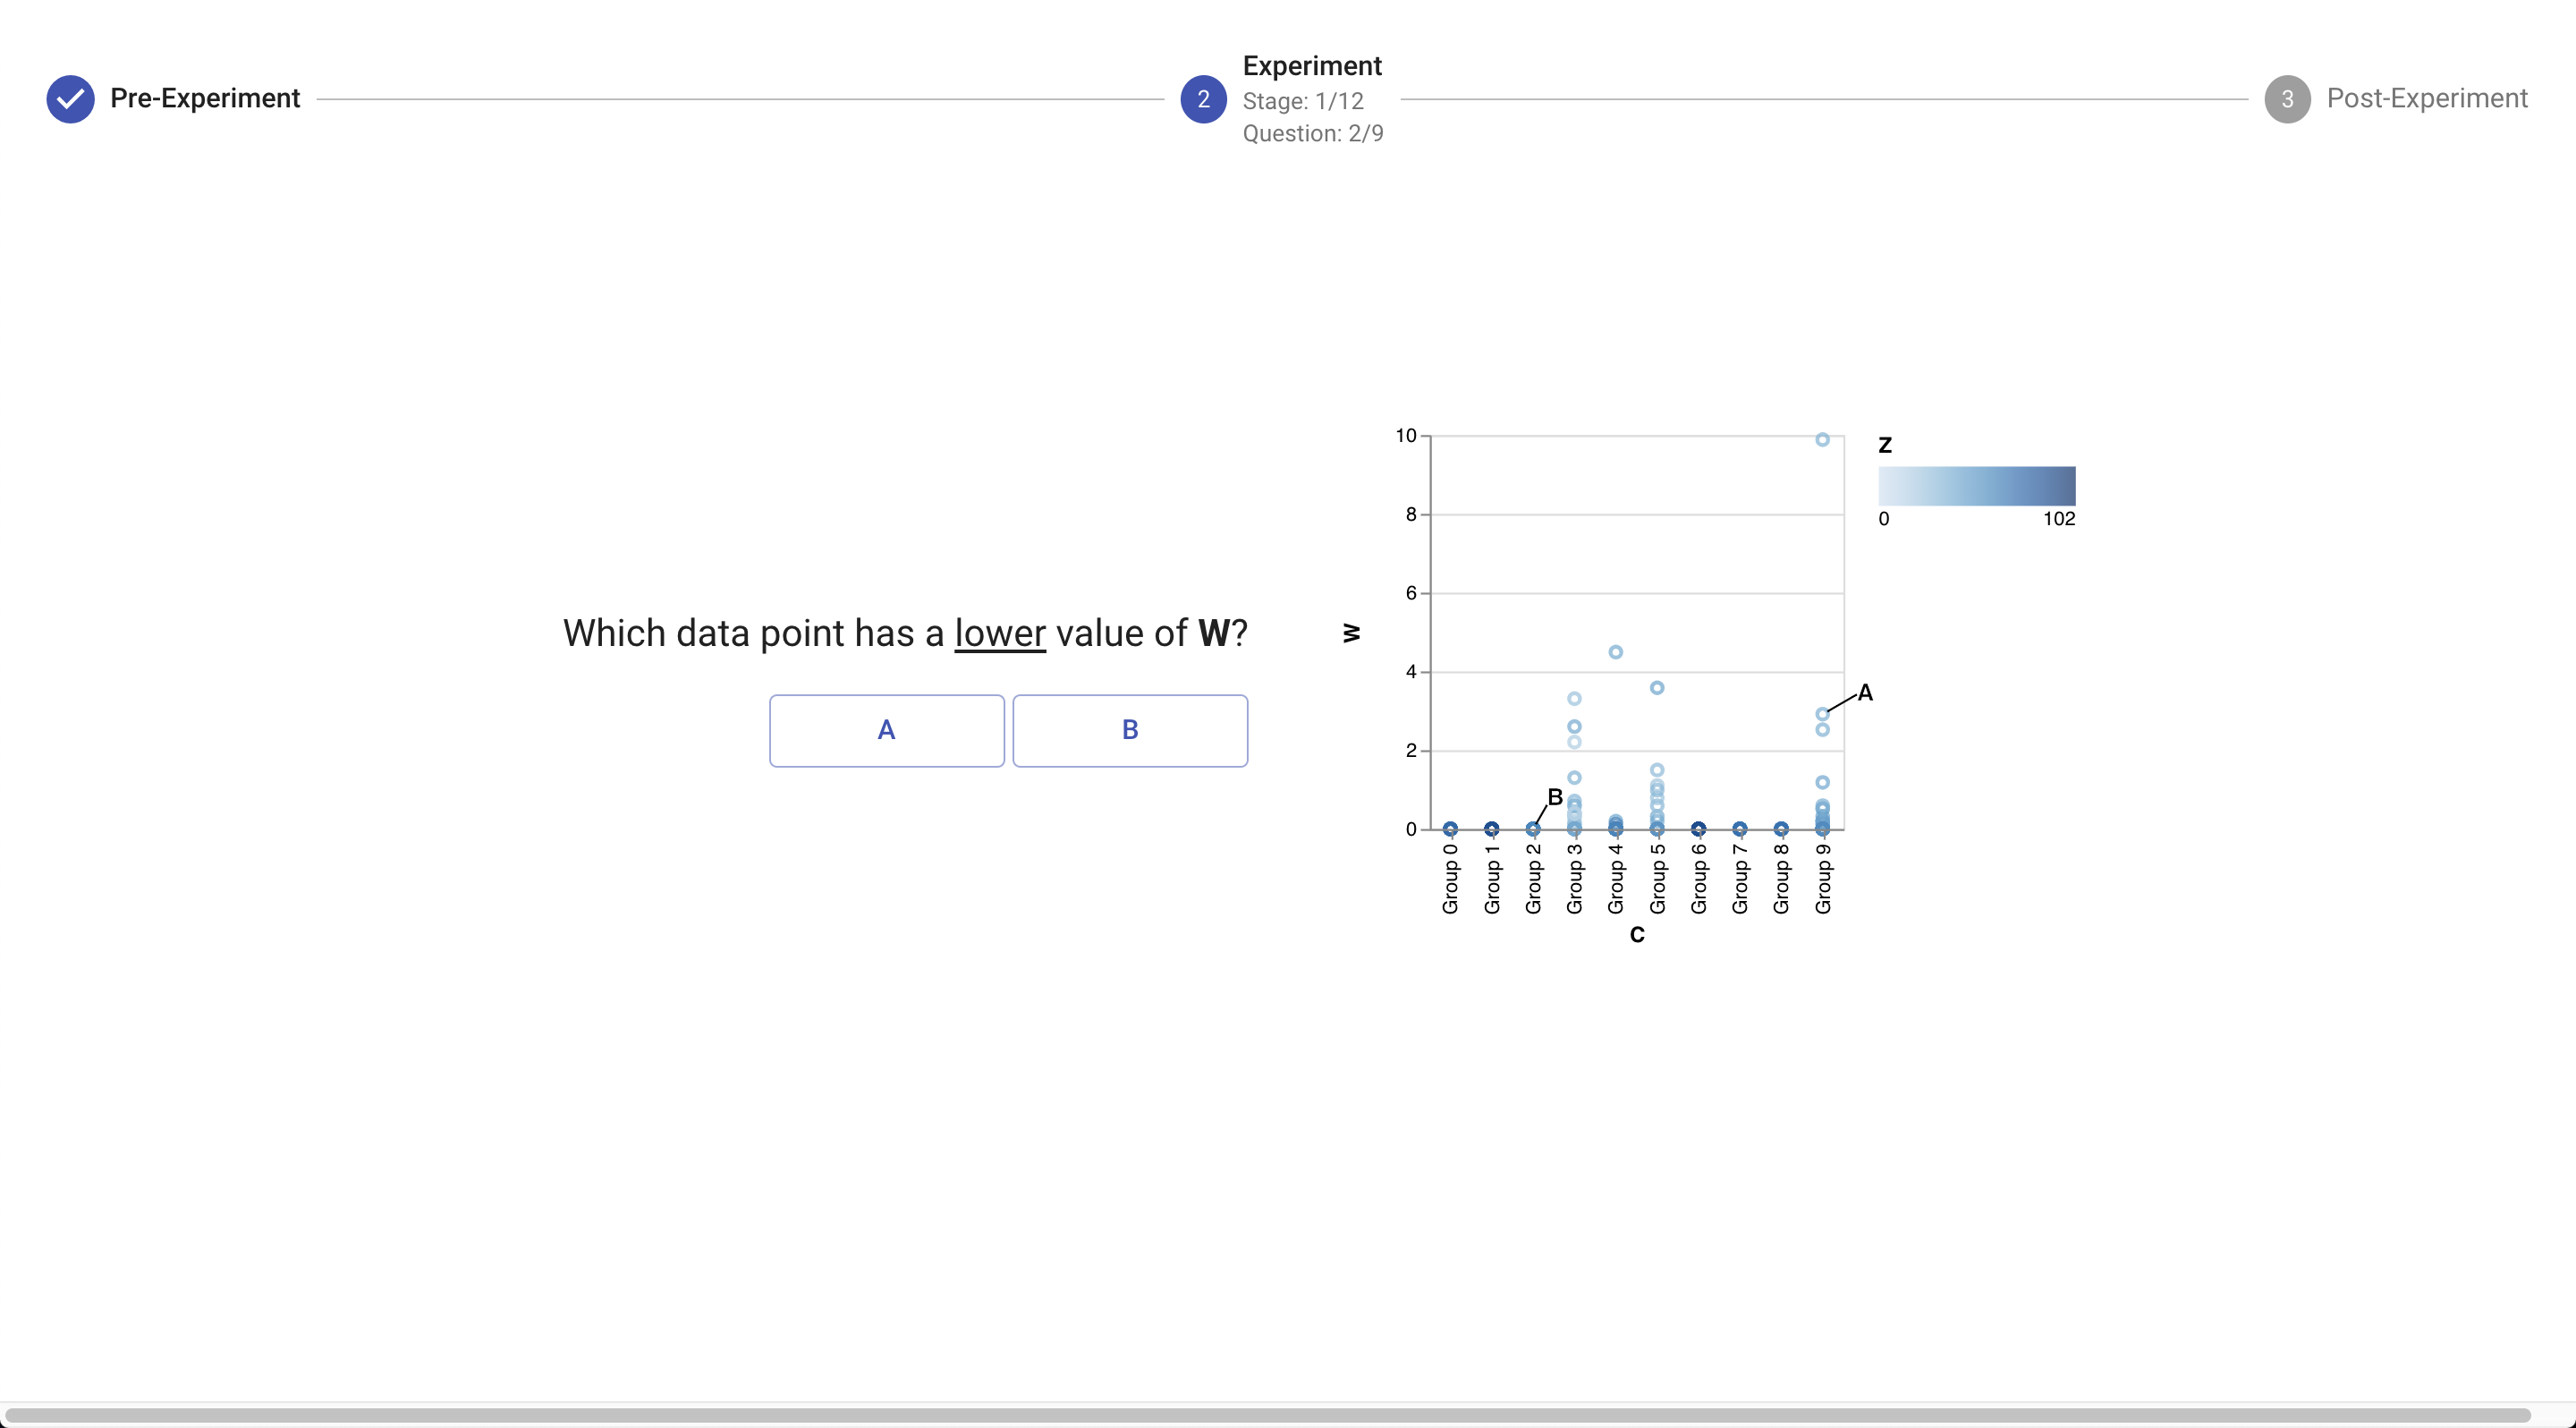 Pre-Experiment
2
Experiment
Stage: 1/12
Question: 2/9
3
Post-Experiment
Which data point has a lower value of W?
A
B
W
10
8
6
4
2
0
A
B
Group 0
Group 1
Group 2
Group 3
Group 4
Group 5
Group 6
Group 7
Group 8
Group 9
C
Z
0
102